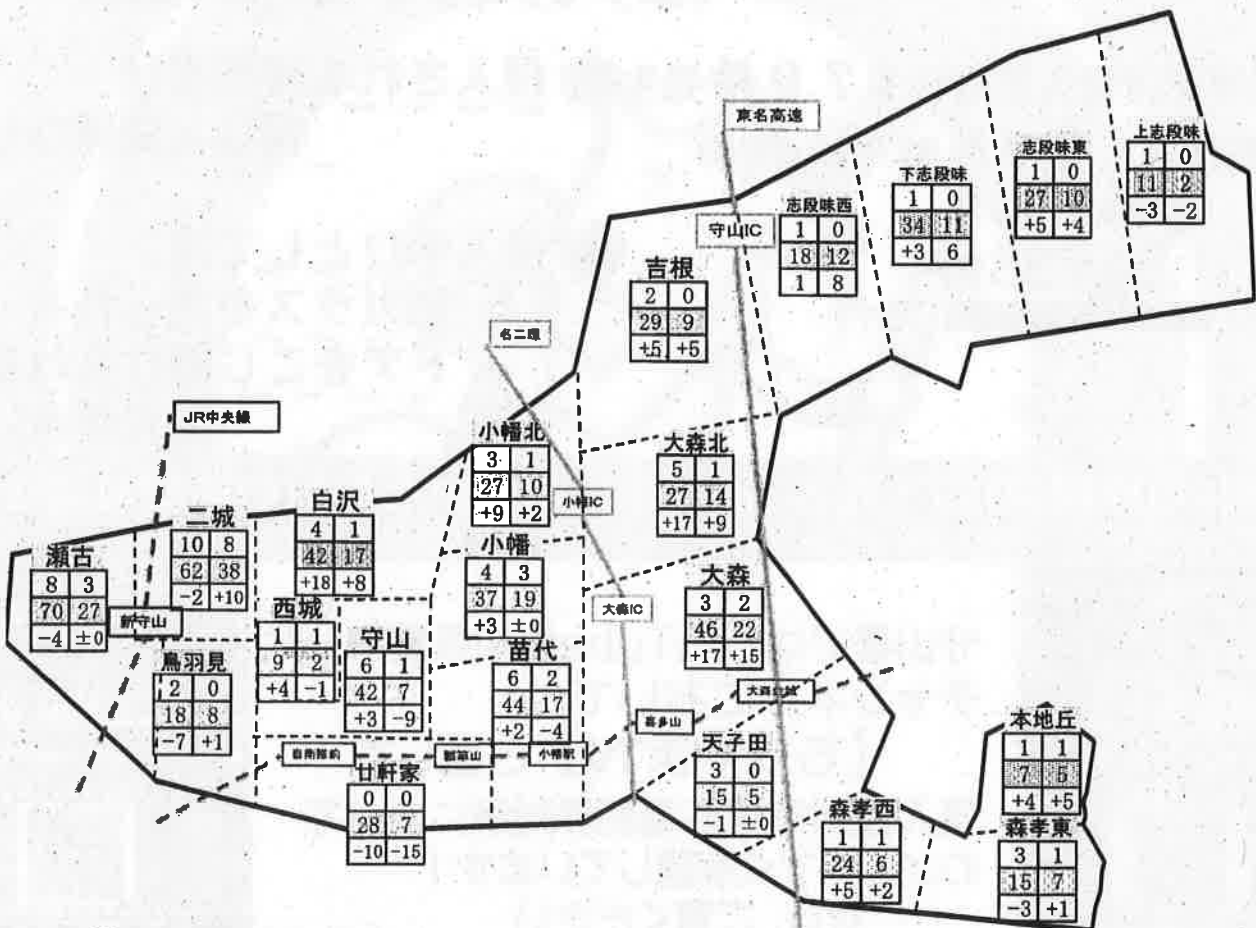 東名高速
上志段味
1 0
11 2
-3 -2
志段味東
1 0
27 10
+5 +4
下志段味
1 0
34 11
+3 6
志段味西
1 0
18 12
1 8
守山IC
吉根
2 0
29 9
+5 +5
名二環
JR中央線
小幡北
3 1
27 10
+9 +2
小幡IC
大森北
5 1
27 14
+17 +9
白沢
4 1
42 17
+18 +8
二城
10 8
62 38
-2 +10
瀬古
8 3
70 27
-4 ±0
新守山
小幡
4 3
37 19
+3 ±0
大森IC
大森
3 2
46 22
+17 +15
西城
1 1
9 2
+4 -1
守山
6 1
42 7
+3 -9
鳥羽見
2 0
18 8
-7 +1
苗代
6 2
44 17
+2 -4
自衛隊前
瓢箪山
小幡駅
喜多山
大森金城
廿軒家
0 0
28 7
-10 -15
天子田
3 0
15 5
-1 ±0
本地丘
1 1
7 5
+4 +5
森孝西
1 1
24 6
+5 +2
森孝東
3 1
15 7
-3 +1